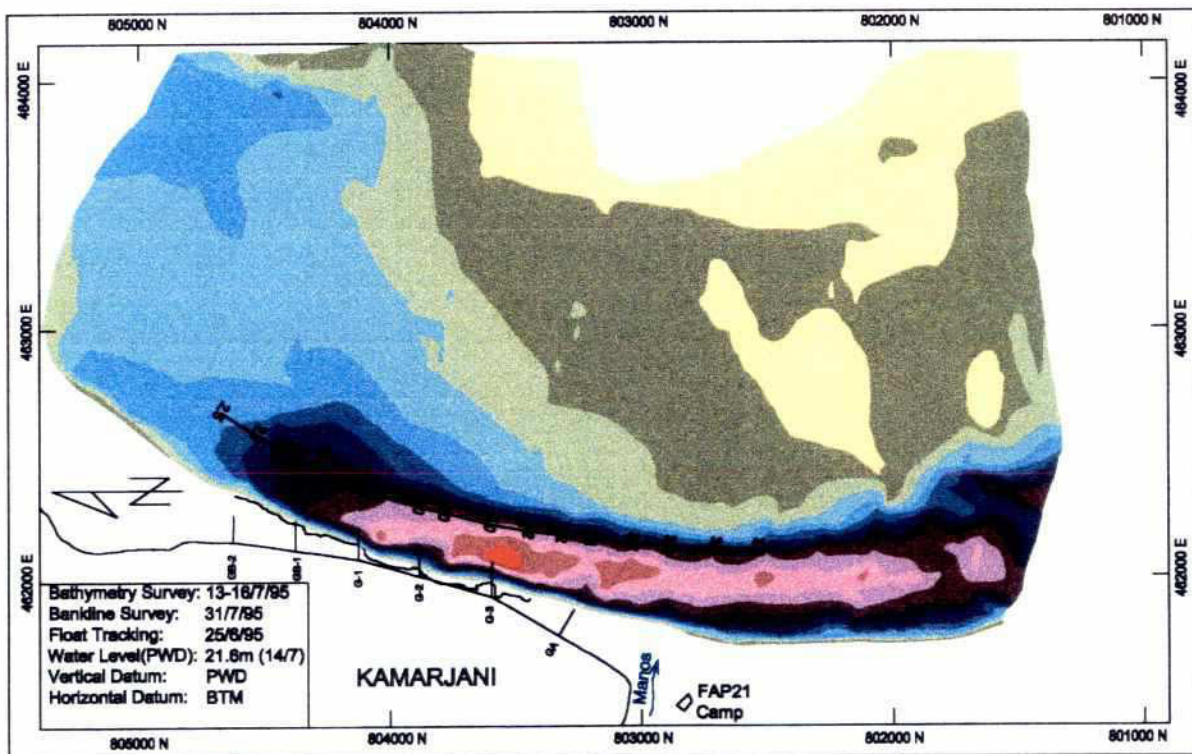 805000 N 804000 N 803000 N 802000 N 801000 N
464000 E
464000 E
463000 E
463000 E
462000 E
462000 E
GB-2
GB-1
G-1
G-2
G-3
G4
Bathymetry Survey: 13-16/7/95
Bankline Survey: 31/7/95
Float Tracking: 25/6/95
Water Level(PWD): 21.6m (14/7)
Vertical Datum: PWD
Horizontal Datum: BTM
KAMARJANI
Manos
FAP21
Camp
805000 N 804000 N 803000 N 802000 N 801000 N